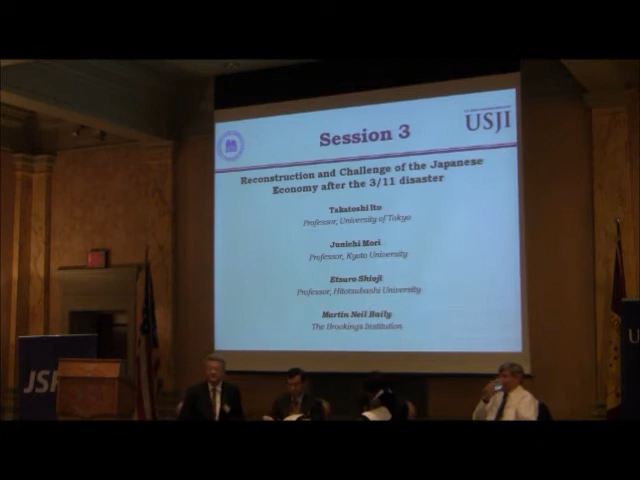 Session 3
USJI
Reconstruction and Challenge of the Japanese
Economy after the 3/11 disaster
Takatoshi Ito
Professor, University of Tokyo
Junichi Mori
Professor, Kyoto University
Etsuro Shioji
Professor, Hitotsubashi University
Martin Neil Baily
The Brookings Institution
JSP
U